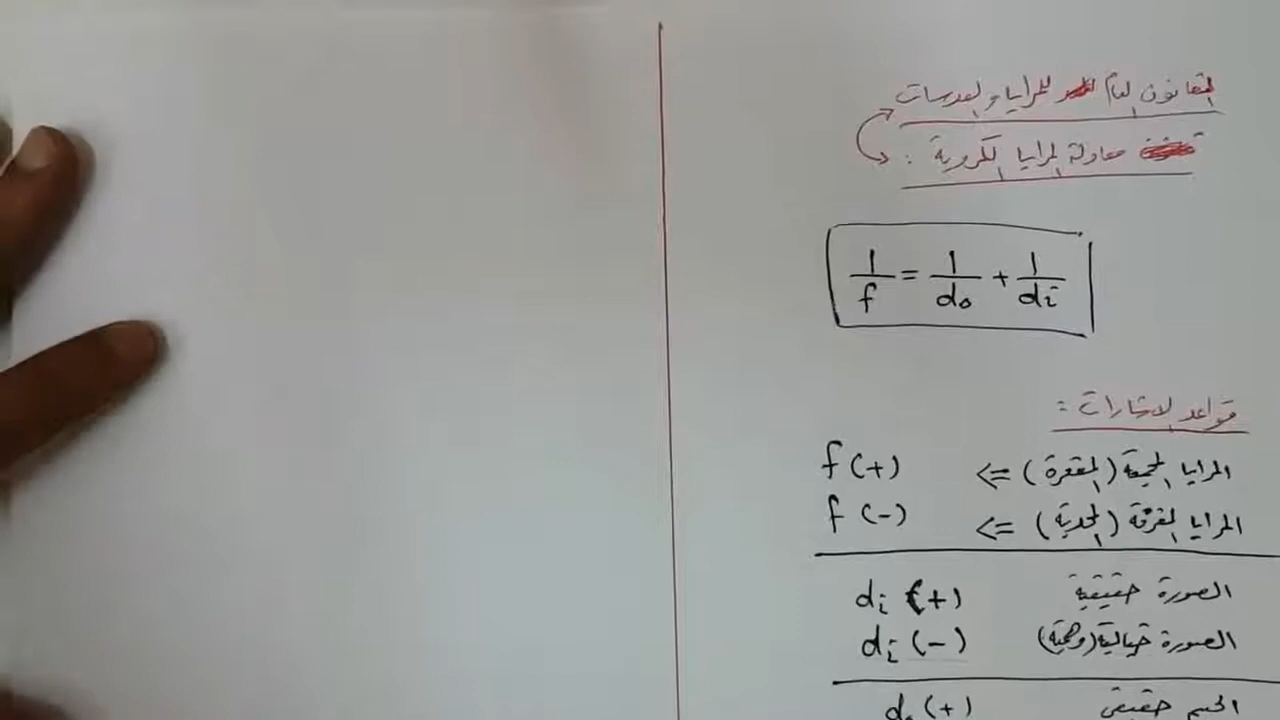 القانون العام للمرايا والعدسات
معادلة المرايا الكروية :
1/f = 1/do + 1/di
قواعد الاشارات :
المرايا المجمعة (المقعرة) => f (+)
المرايا المفرقة (المحدبة) => f (-)
الصورة حقيقية di (+)
الصورة خيالية (وهمية) di (-)
الجسم حقيقي do (+)